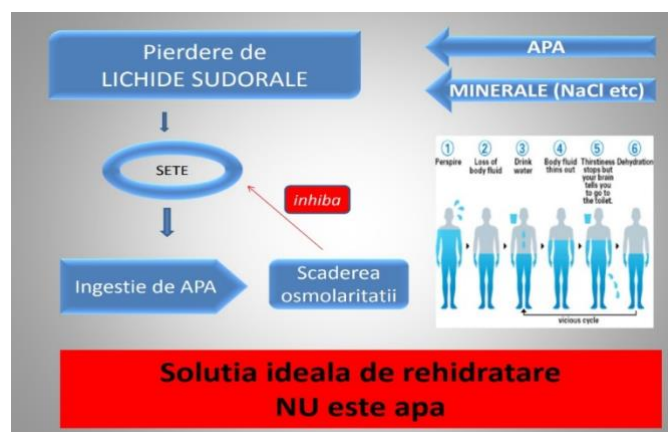 Pierdere de
LICHIDE SUDORALE
APA
MINERALE (NaCl etc)
SETE
inhiba
Ingestie de APA
Scaderea
osmolaritatii
1
Perspire
2
Loss of
body fluid
3
Drink
water
4
Body fluid
thins out
5
Thirstiness
stops but
your brain
tells you
to go to
the toilet.
6
Dehydration
vicious cycle
Solutia ideala de rehidratare
NU este apa